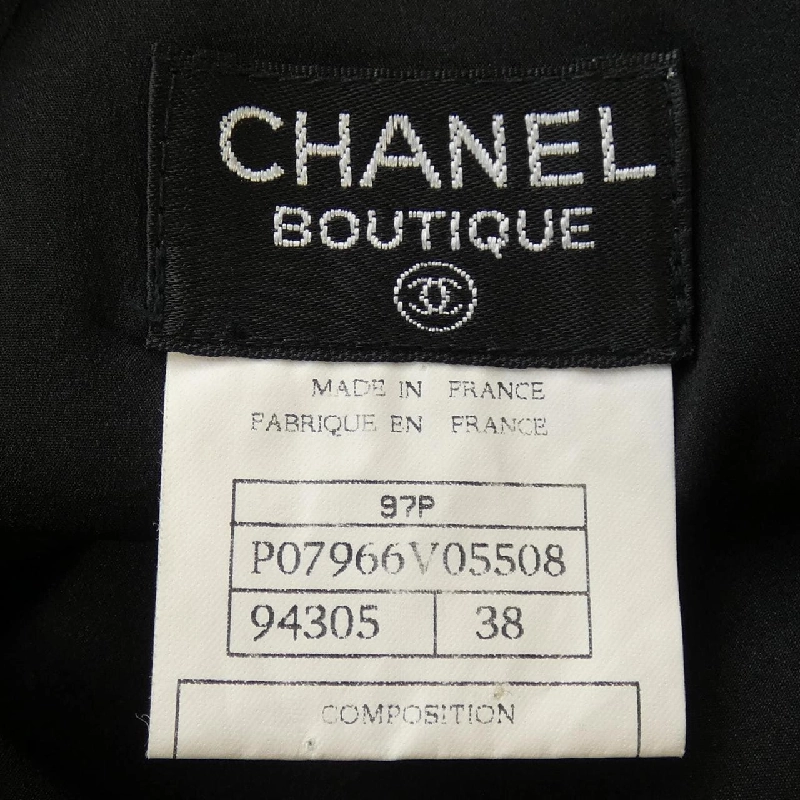 CHANEL
BOUTIQUE
MADE IN FRANCE
FABRIQUE EN FRANCE
97P
P07966V05508
94305 38
COMPOSITION